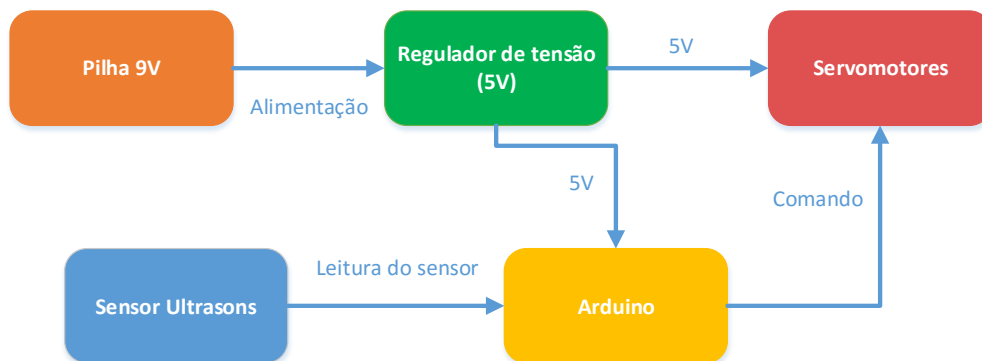 Pilha 9V
Alimentação
Regulador de tensão
(5V)
5V
Servomotores
5V
Comando
Sensor Ultrasons
Leitura do sensor
Arduino